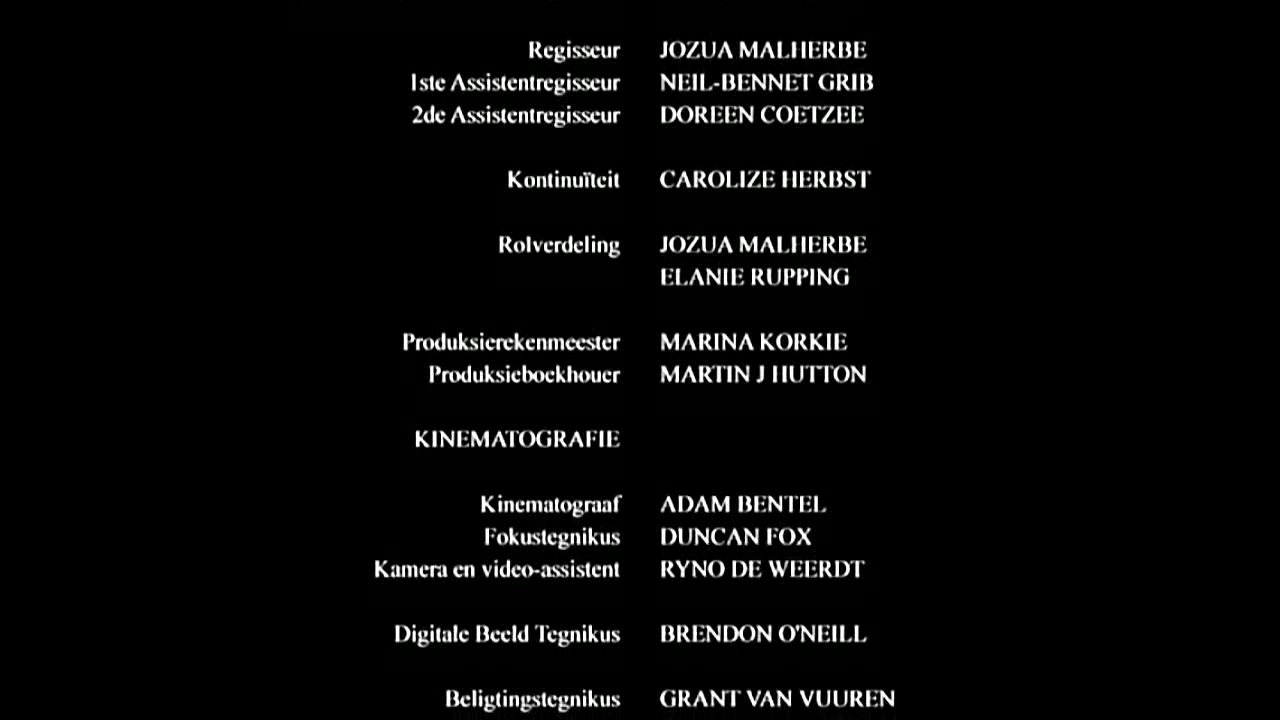 Regisseur JOZUA MALHERBE
1ste Assistentregisseur NEIL-BENNET GRIB
2de Assistentregisseur DOREEN COETZEE
Kontinuïteit CAROLIZE HERBST
Rolverdeling JOZUA MALHERBE
ELANIE RUPPING
Produksierekenmeester MARINA KORKIE
Produksieboekhouer MARTIN J HUTTON
KINEMATOGRAFIE
Kinematograaf ADAM BENTEL
Fokustegnikus DUNCAN FOX
Kamera en video-assistent RYNO DE WEERDT
Digitale Beeld Tegnikus BRENDON O'NEILL
Beligtingstegnikus GRANT VAN VUUREN